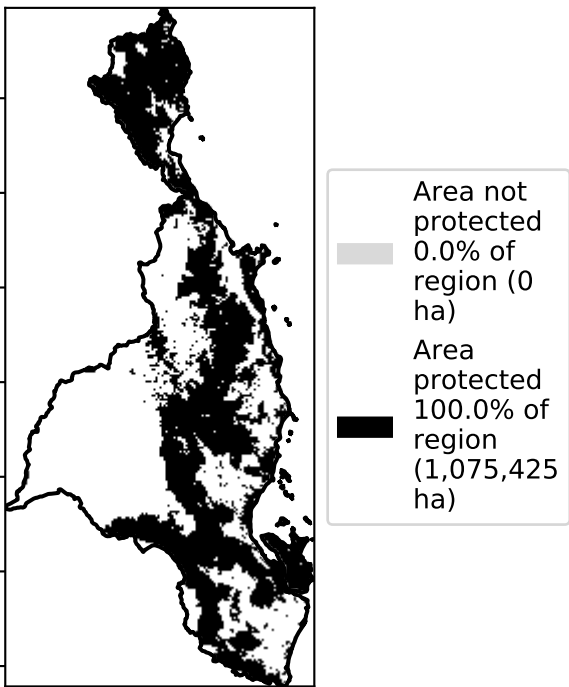 Area not
protected
0.0% of
region (0
ha)
Area
protected
100.0% of
region
(1,075,425
ha)